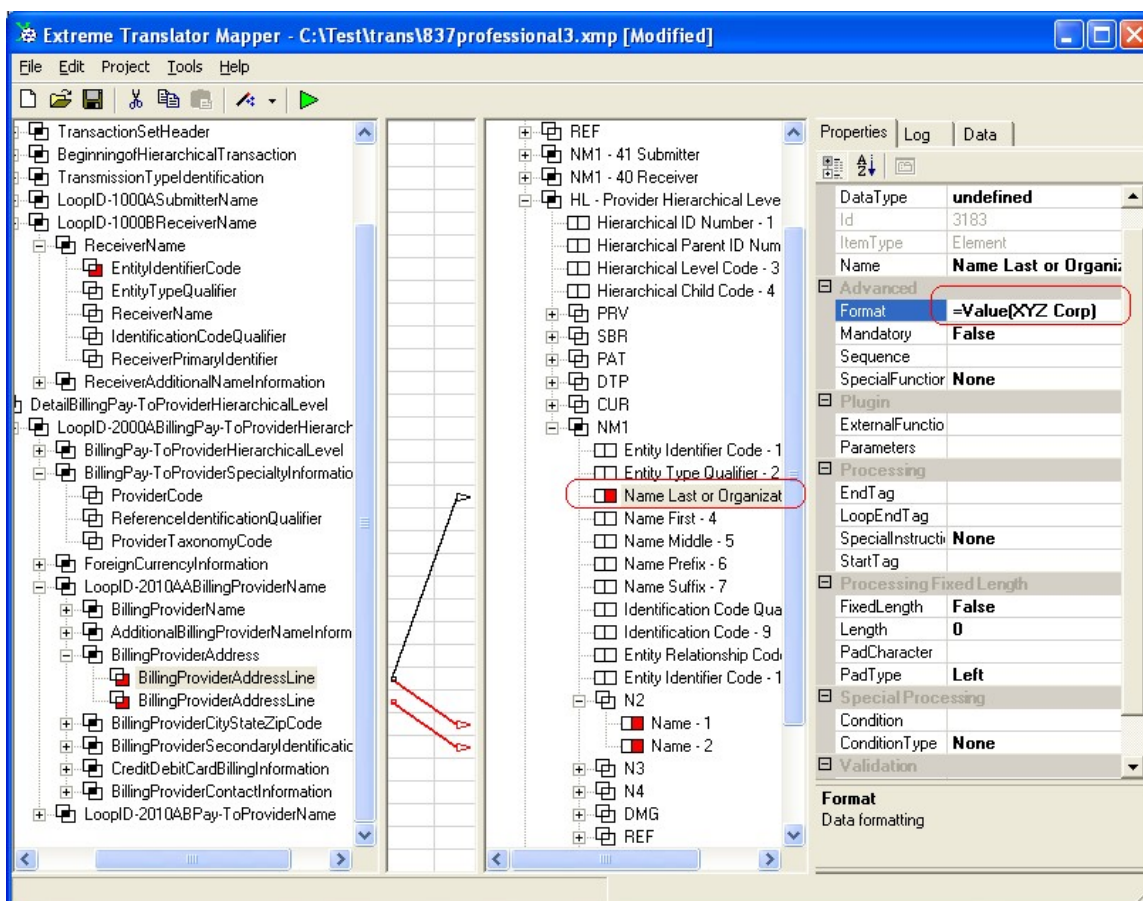 Extreme Translator Mapper - C:\Test\trans\837professional3.xmp [Modified]
File Edit Project Tools Help
TransactionSetHeader
BeginningofHierarchicalTransaction
TransmissionTypeIdentification
LoopID-1000ASubmitterName
LoopID-1000BReceiverName
ReceiverName
EntityIdentifierCode
EntityTypeQualifier
ReceiverName
IdentificationCodeQualifier
ReceiverPrimaryIdentifier
ReceiverAdditionalNameInformation
DetailBillingPay-ToProviderHierarchicalLevel
LoopID-2000ABillingPay-ToProviderHierarch
BillingPay-ToProviderHierarchicalLevel
BillingPay-ToProviderSpecialtyInformatio
ProviderCode
ReferenceIdentificationQualifier
ProviderTaxonomyCode
ForeignCurrencyInformation
LoopID-2010AABillingProviderName
BillingProviderName
AdditionalBillingProviderNameInform
BillingProviderAddress
BillingProviderAddressLine
BillingProviderAddressLine
BillingProviderCityStateZipCode
BillingProviderSecondaryIdentificatic
CreditDebitCardBillingInformation
BillingProviderContactInformation
LoopID-2010ABPay-ToProviderName
REF
NM1 - 41 Submitter
NM1 - 40 Receiver
HL - Provider Hierarchical Leve
Hierarchical ID Number - 1
Hierarchical Parent ID Num
Hierarchical Level Code - 3
Hierarchical Child Code - 4
PRV
SBR
PAT
DTP
CUR
NM1
Entity Identifier Code - 1
Entity Type Qualifier - 2
Name Last or Organizat
Name First - 4
Name Middle - 5
Name Prefix - 6
Name Suffix - 7
Identification Code Qua
Identification Code - 9
Entity Relationship Code
Entity Identifier Code - 1
N2
Name - 1
Name - 2
N3
N4
DMG
REF
Properties Log Data
DataType undefined
Id 3183
ItemType Element
Name Name Last or Organiz
Advanced
Format =Value(XYZ Corp)
Mandatory False
Sequence
SpecialFunction None
Plugin
ExternalFunctio
Parameters
Processing
EndTag
LoopEndTag
SpecialInstructi None
StartTag
Processing Fixed Length
FixedLength False
Length 0
PadCharacter
PadType Left
Special Processing
Condition
ConditionType None
Validation
Format
Data formatting